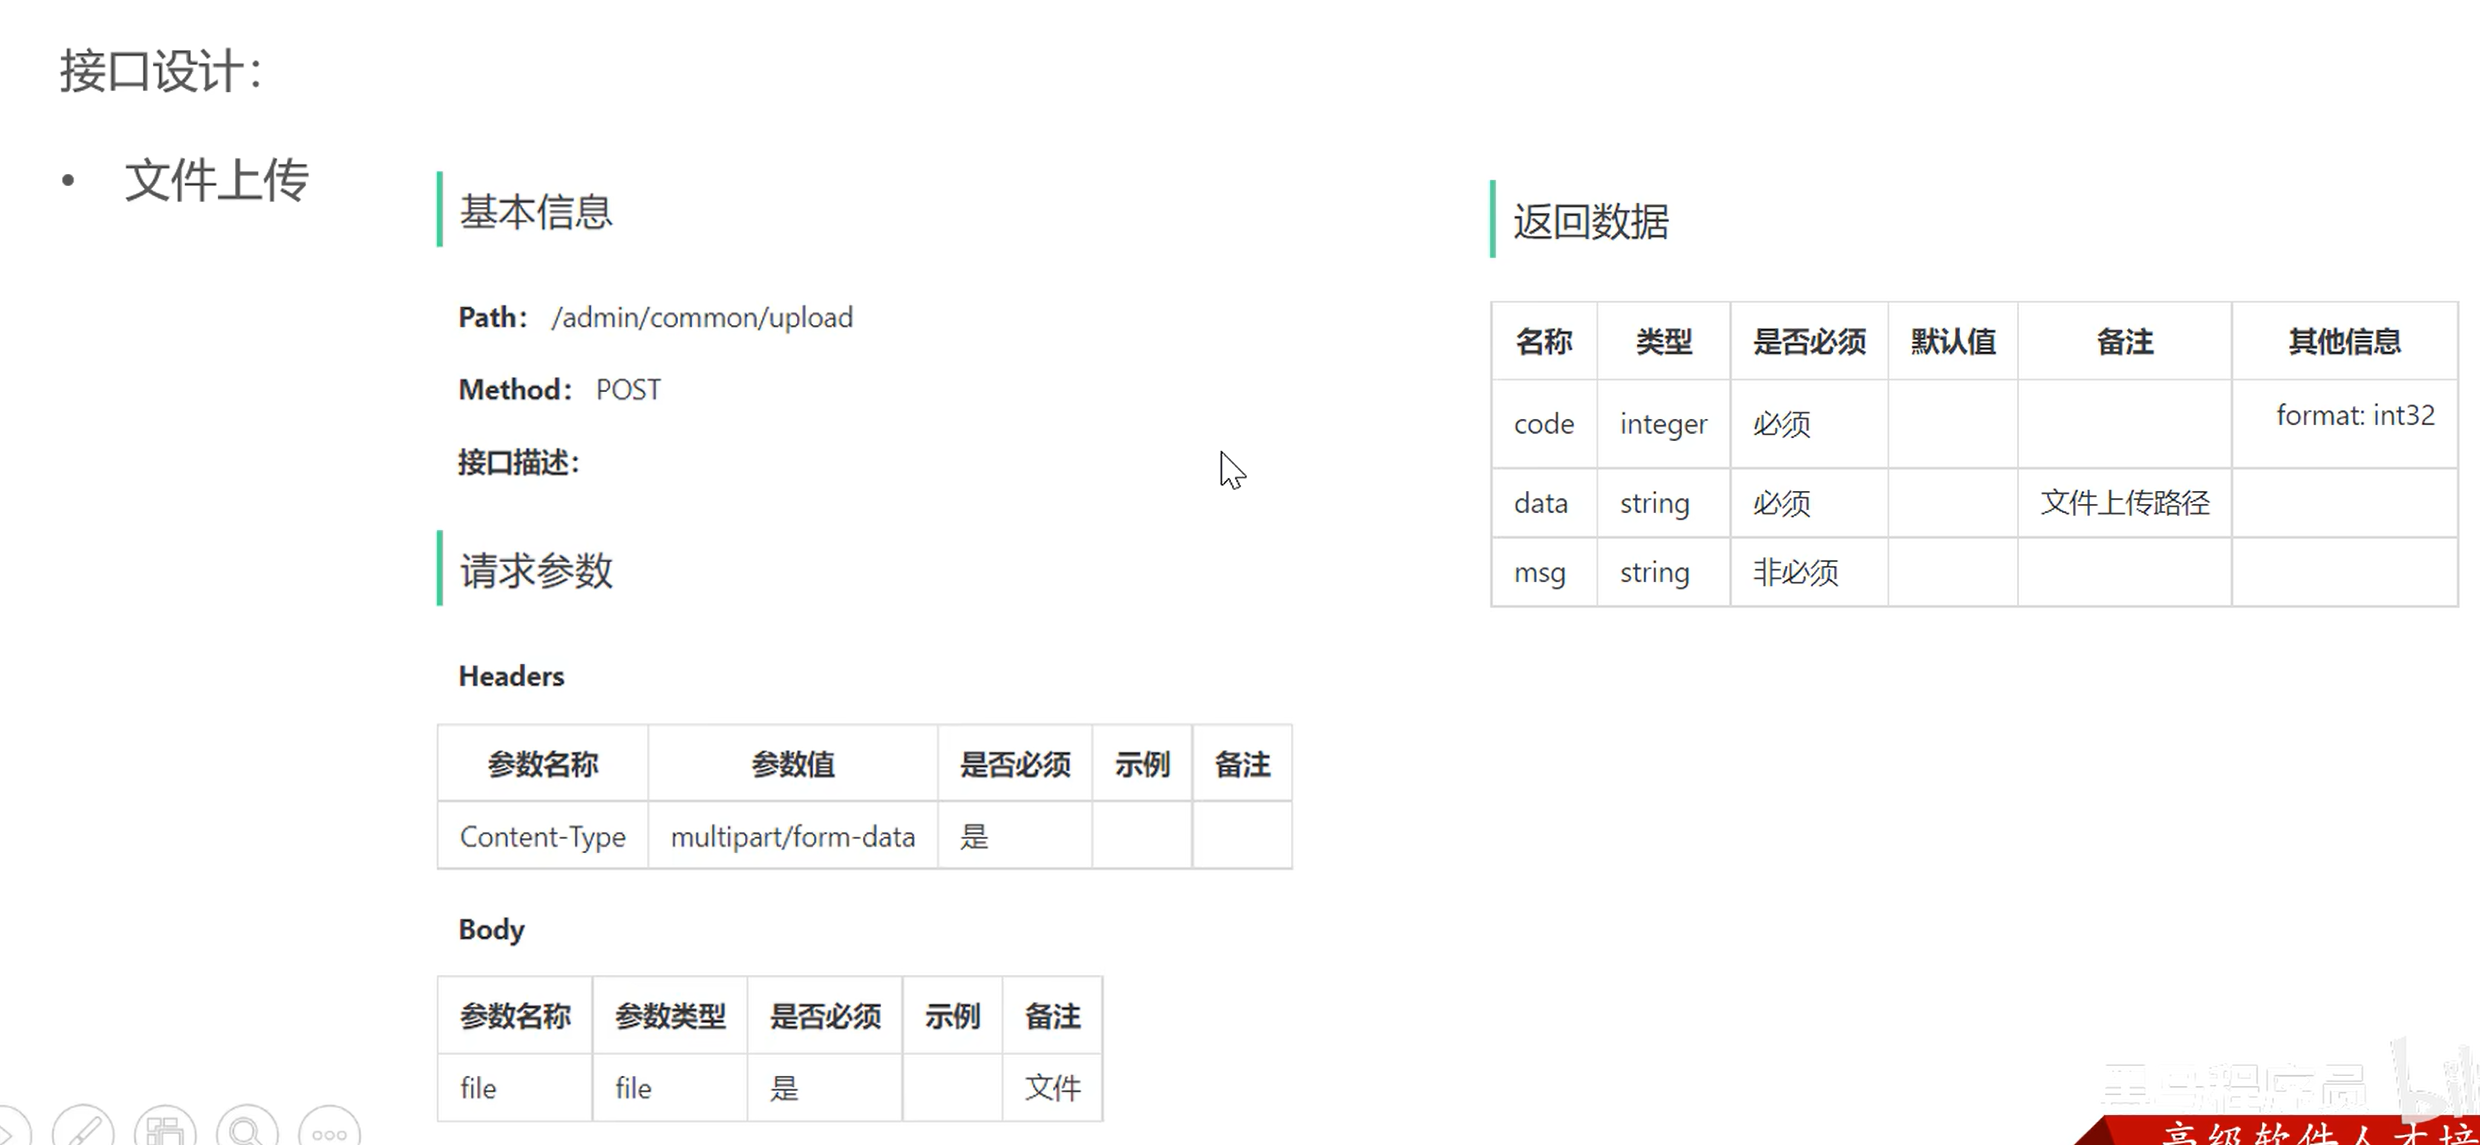 接口设计：
• 文件上传
基本信息
Path： /admin/common/upload
Method： POST
接口描述：
请求参数
Headers
参数名称 参数值 是否必须 示例 备注
Content-Type multipart/form-data 是
Body
参数名称 参数类型 是否必须 示例 备注
file file 是 文件
返回数据
名称 类型 是否必须 默认值 备注 其他信息
code integer 必须 format: int32
data string 必须 文件上传路径
msg string 非必须
黑马程序员
高级软件人才培